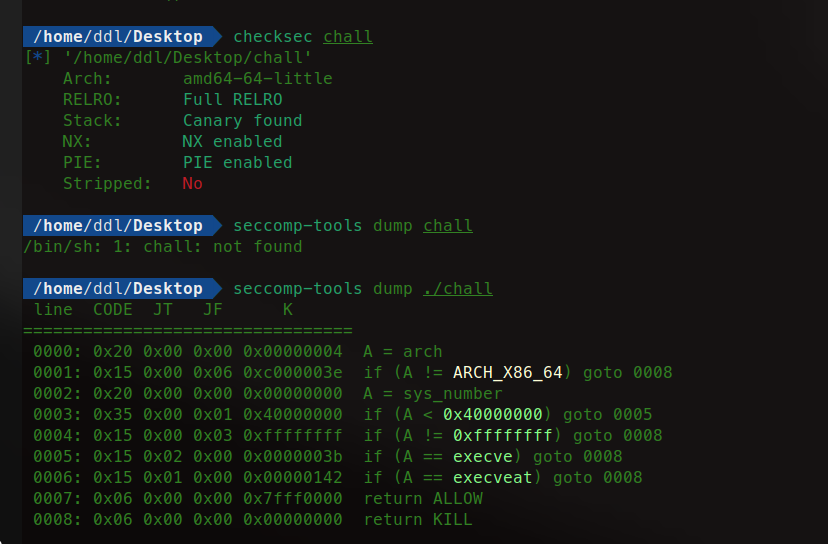 /home/ddl/Desktop checksec chall
[*] '/home/ddl/Desktop/chall'
Arch: amd64-64-little
RELRO: Full RELRO
Stack: Canary found
NX: NX enabled
PIE: PIE enabled
Stripped: No
/home/ddl/Desktop seccomp-tools dump chall
/bin/sh: 1: chall: not found
/home/ddl/Desktop seccomp-tools dump ./chall
line CODE JT JF K
=================================
0000: 0x20 0x00 0x00 0x00000004 A = arch
0001: 0x15 0x00 0x06 0xc000003e if (A != ARCH_X86_64) goto 0008
0002: 0x20 0x00 0x00 0x00000000 A = sys_number
0003: 0x35 0x00 0x01 0x40000000 if (A < 0x40000000) goto 0005
0004: 0x15 0x00 0x03 0xffffffff if (A != 0xffffffff) goto 0008
0005: 0x15 0x02 0x00 0x0000003b if (A == execve) goto 0008
0006: 0x15 0x01 0x00 0x00000142 if (A == execveat) goto 0008
0007: 0x06 0x00 0x00 0x7fff0000 return ALLOW
0008: 0x06 0x00 0x00 0x00000000 return KILL